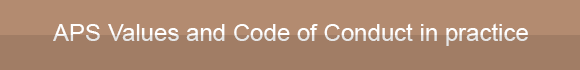 APS Values and Code of Conduct in practice